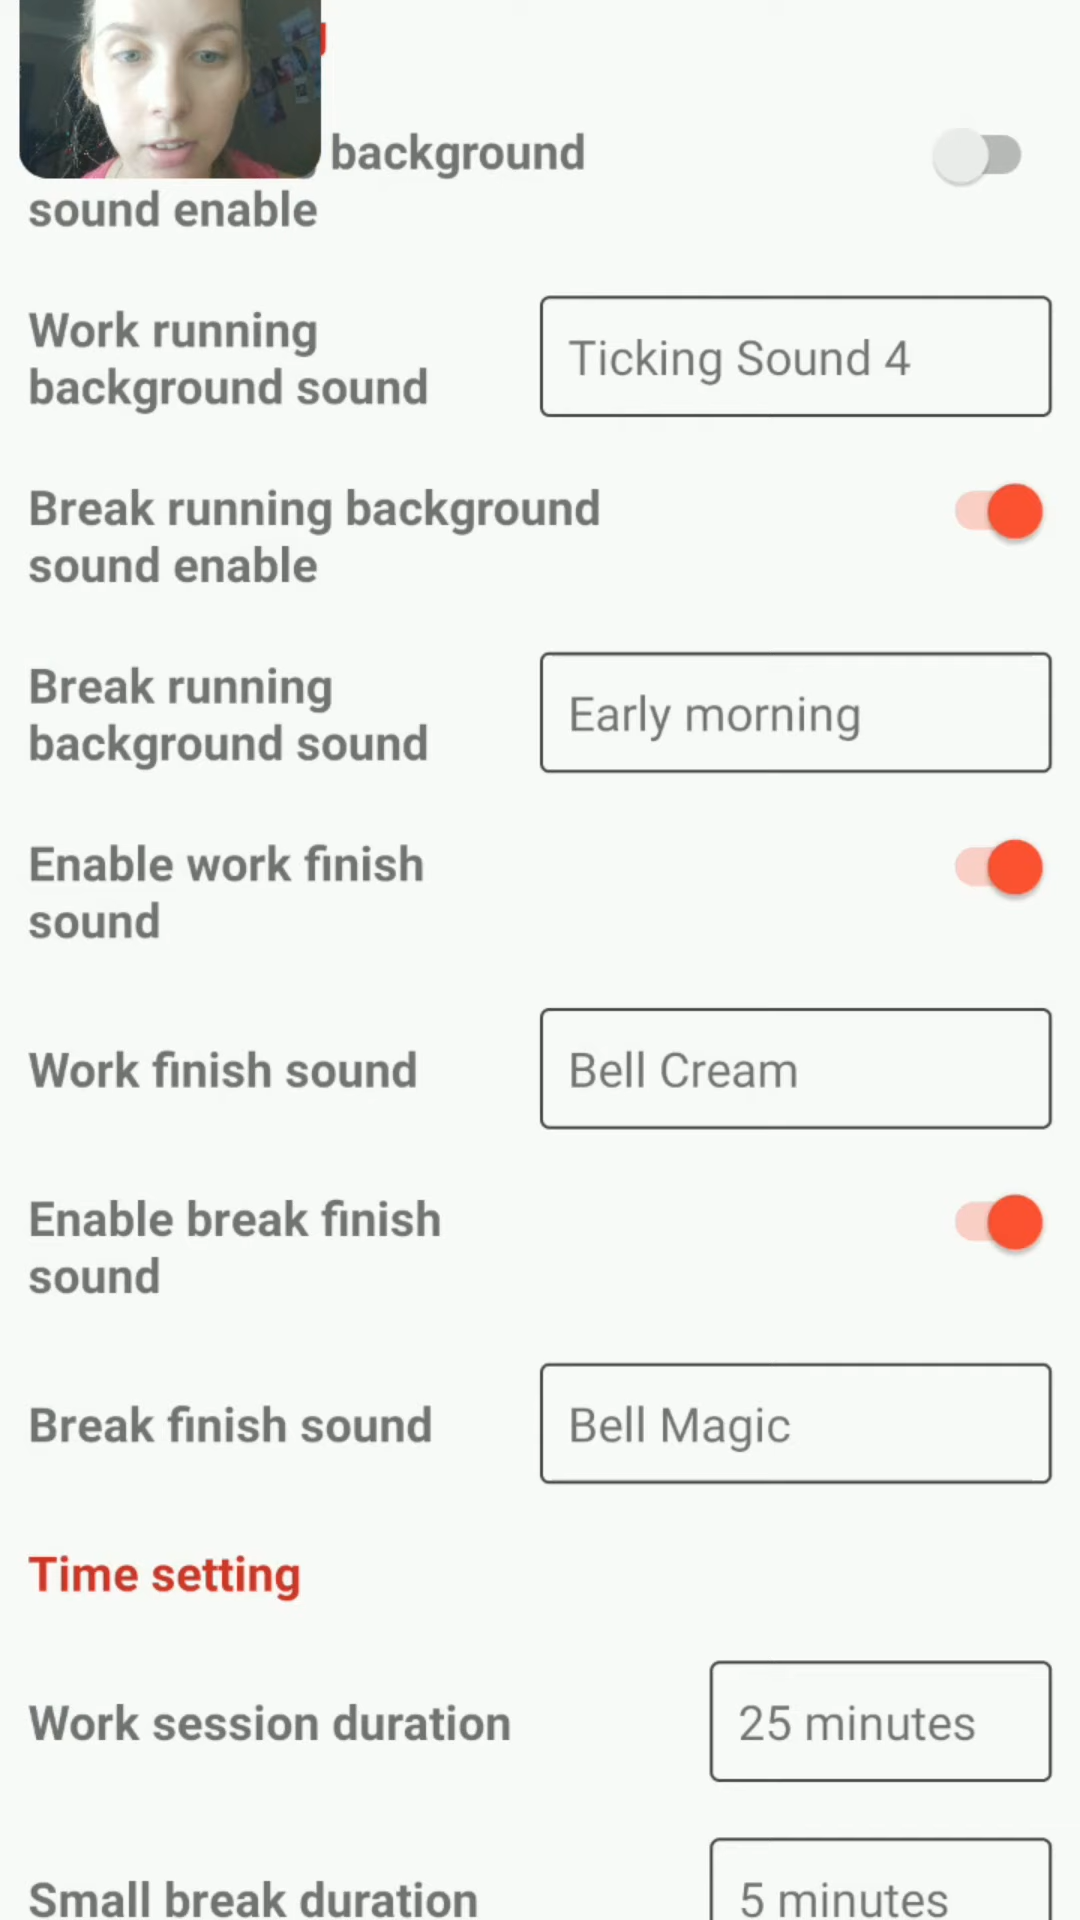 background
sound enable
Work running
background sound
Ticking Sound 4
Break running background
sound enable
Break running
background sound
Early morning
Enable work finish
sound
Work finish sound
Bell Cream
Enable break finish
sound
Break finish sound
Bell Magic
Time setting
Work session duration
25 minutes
Small break duration
5 minutes